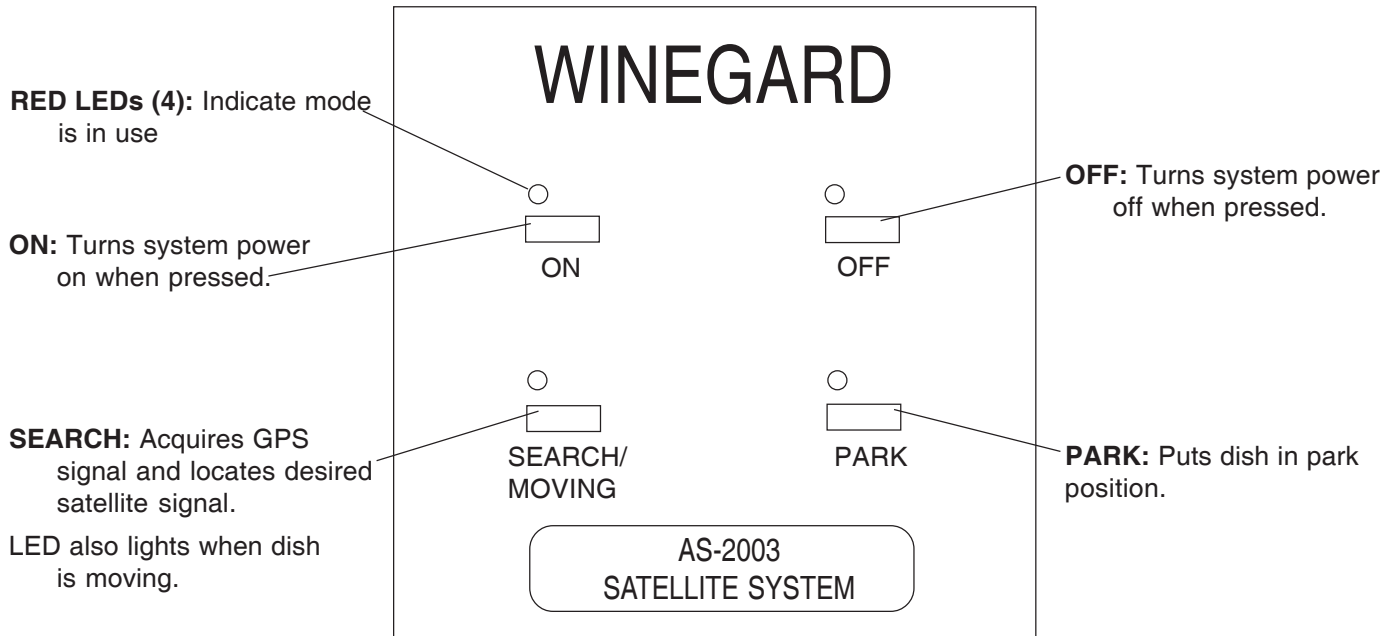 WINEGARD
RED LEDs (4): Indicate mode
is in use
OFF: Turns system power
off when pressed.
ON: Turns system power
on when pressed.
ON
OFF
SEARCH: Acquires GPS
signal and locates desired
satellite signal.
LED also lights when dish
is moving.
SEARCH/
MOVING
PARK
PARK: Puts dish in park
position.
AS-2003
SATELLITE SYSTEM